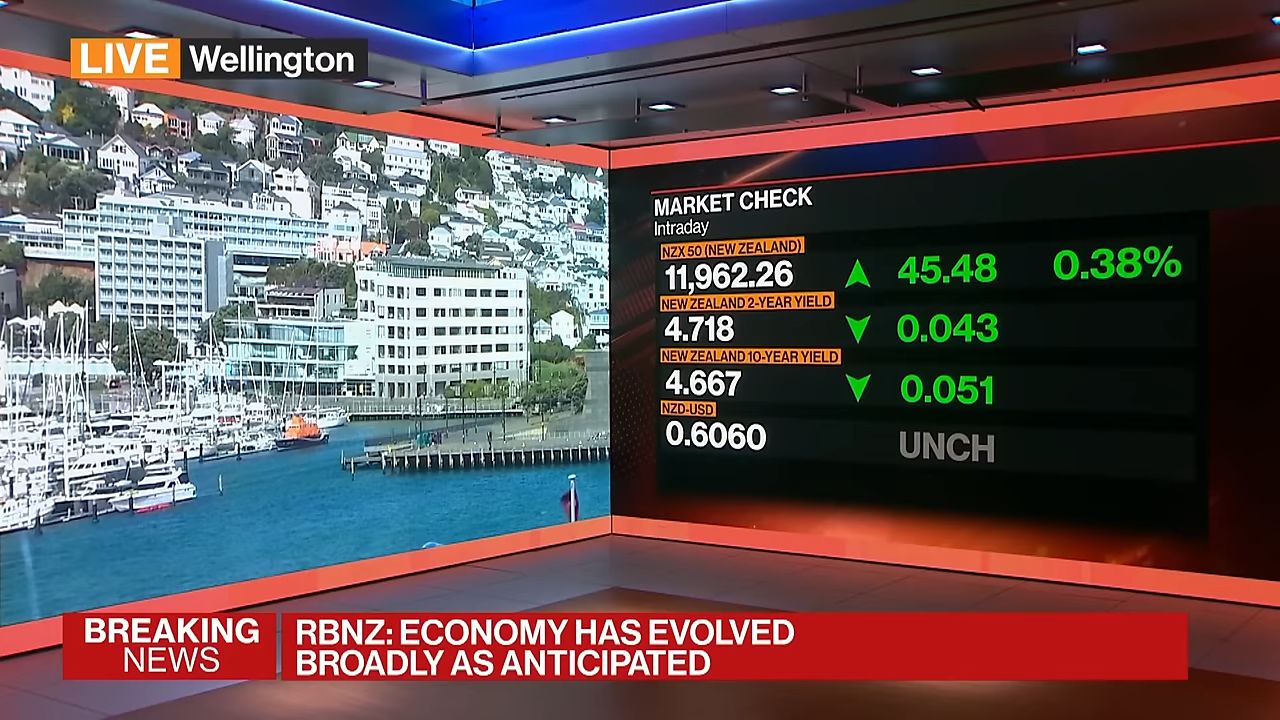 LIVE Wellington
MARKET CHECK
Intraday
NZX 50 (NEW ZEALAND)
11,962.26 ▲ 45.48 0.38%
NEW ZEALAND 2-YEAR YIELD
4.718 ▼ 0.043
NEW ZEALAND 10-YEAR YIELD
4.667 ▼ 0.051
NZD-USD
0.6060 UNCH
BREAKING
NEWS
RBNZ: ECONOMY HAS EVOLVED
BROADLY AS ANTICIPATED